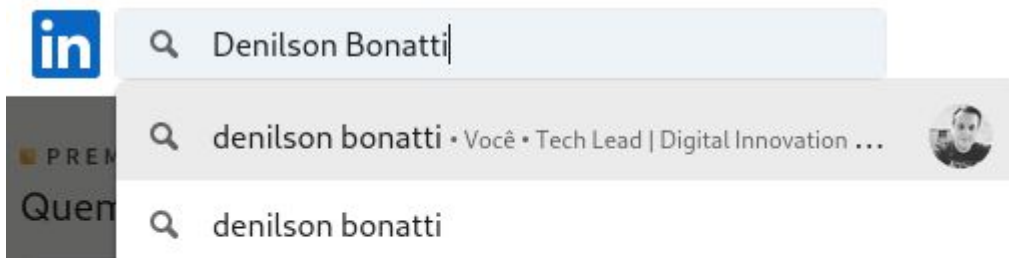 in
Denilson Bonatti
denilson bonatti • Você • Tech Lead | Digital Innovation ...
PREM
Quem
denilson bonatti